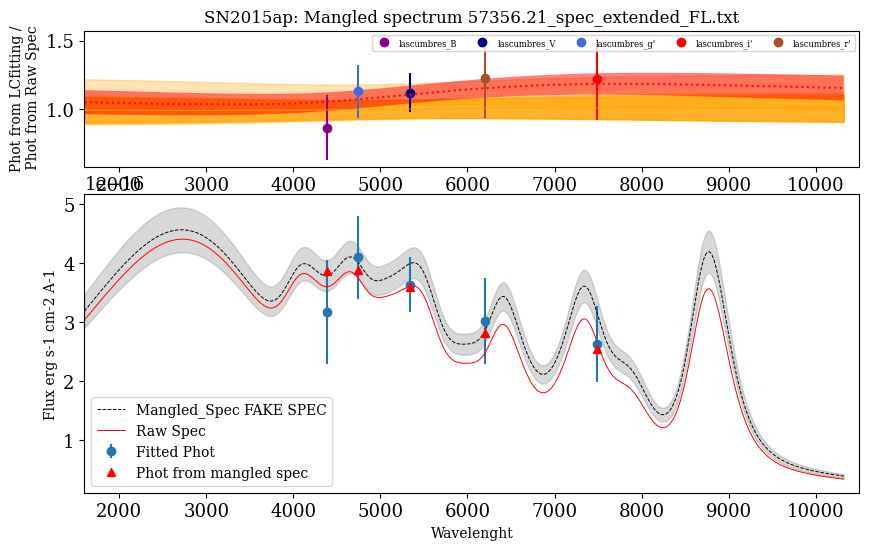 SN2015ap: Mangled spectrum 57356.21_spec_extended_FL.txt
Phot from LCfitting /
Phot from Raw Spec
1.5
1.0
lascumbres_B lascumbres_V lascumbres_g' lascumbres_i' lascumbres_r'
2000 3000 4000 5000 6000 7000 8000 9000 10000
1e−16
Flux erg s-1 cm-2 A-1
5
4
3
2
1
Mangled_Spec FAKE SPEC
Raw Spec
Fitted Phot
Phot from mangled spec
2000 3000 4000 5000 6000 7000 8000 9000 10000
Wavelenght